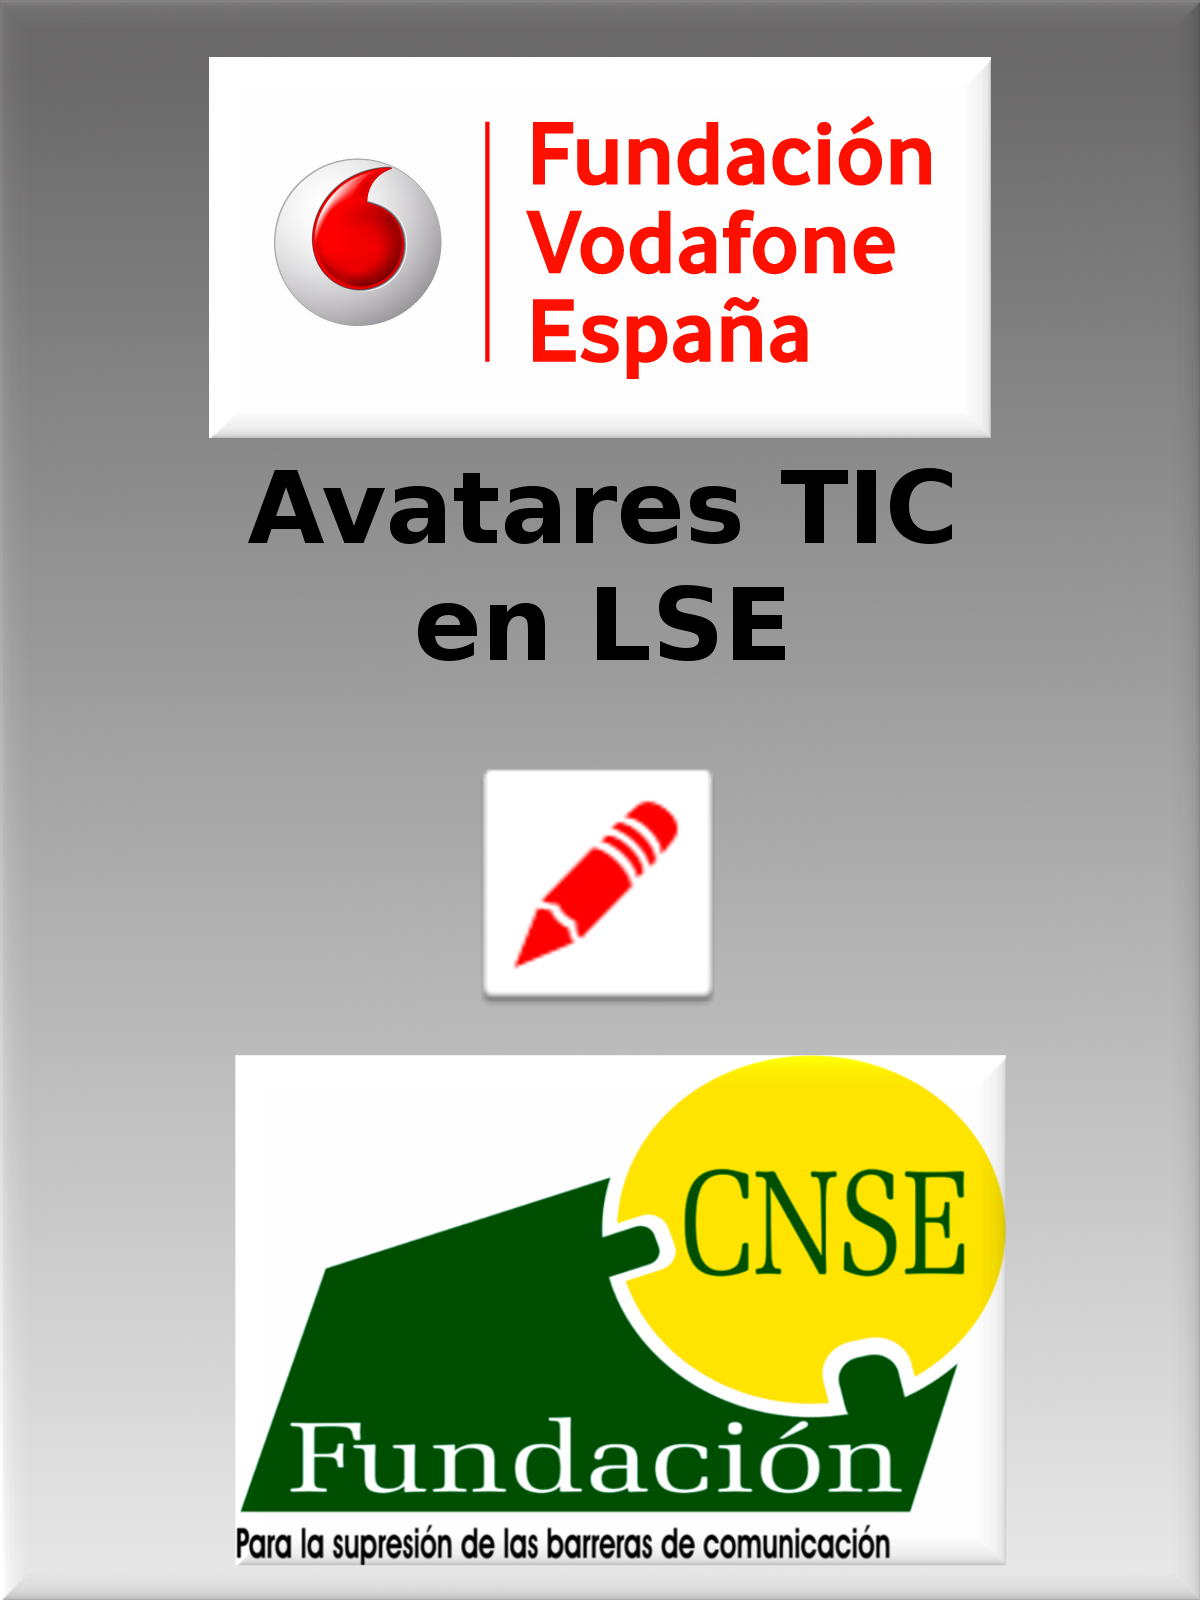 Fundación
Vodafone
España
Avatares TIC
en LSE
CNSE
Fundación
Para la supresión de las barreras de comunicación